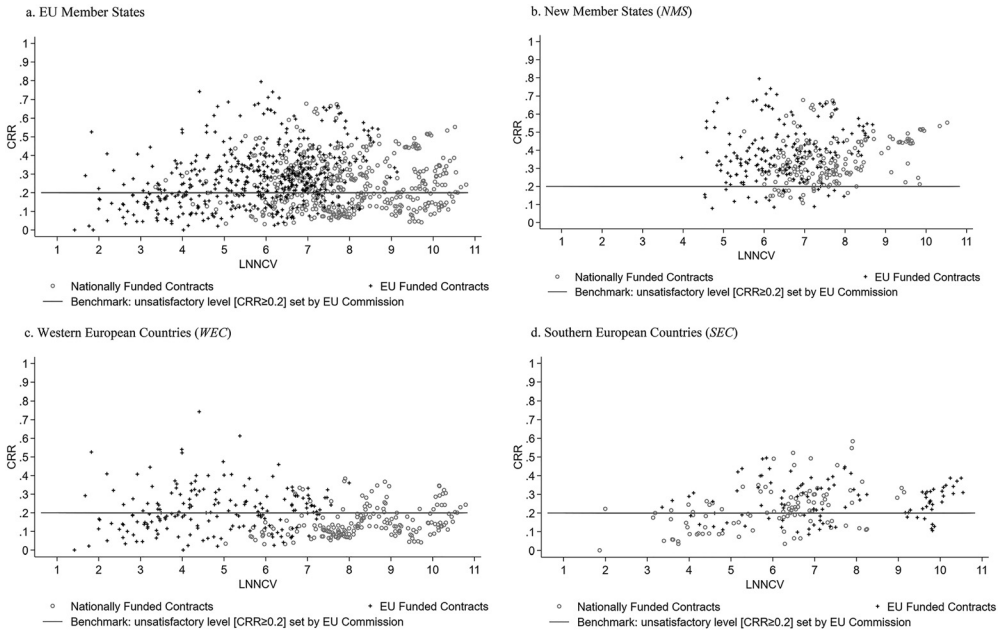 a. EU Member States
1
.9
.8
.7
.6
.5
.4
.3
.2
.1
0
CRR
1 2 3 4 5 6 7 8 9 10 11
LNNCV
Nationally Funded Contracts EU Funded Contracts
Benchmark: unsatisfactory level [CRR≥0.2] set by EU Commission
b. New Member States (NMS)
1
.9
.8
.7
.6
.5
.4
.3
.2
.1
0
CRR
1 2 3 4 5 6 7 8 9 10 11
LNNCV
Nationally Funded Contracts EU Funded Contracts
Benchmark: unsatisfactory level [CRR≥0.2] set by EU Commission
c. Western European Countries (WEC)
1
.9
.8
.7
.6
.5
.4
.3
.2
.1
0
CRR
1 2 3 4 5 6 7 8 9 10 11
LNNCV
Nationally Funded Contracts EU Funded Contracts
Benchmark: unsatisfactory level [CRR≥0.2] set by EU Commission
d. Southern European Countries (SEC)
1
.9
.8
.7
.6
.5
.4
.3
.2
.1
0
CRR
1 2 3 4 5 6 7 8 9 10 11
LNNCV
Nationally Funded Contracts EU Funded Contracts
Benchmark: unsatisfactory level [CRR≥0.2] set by EU Commission